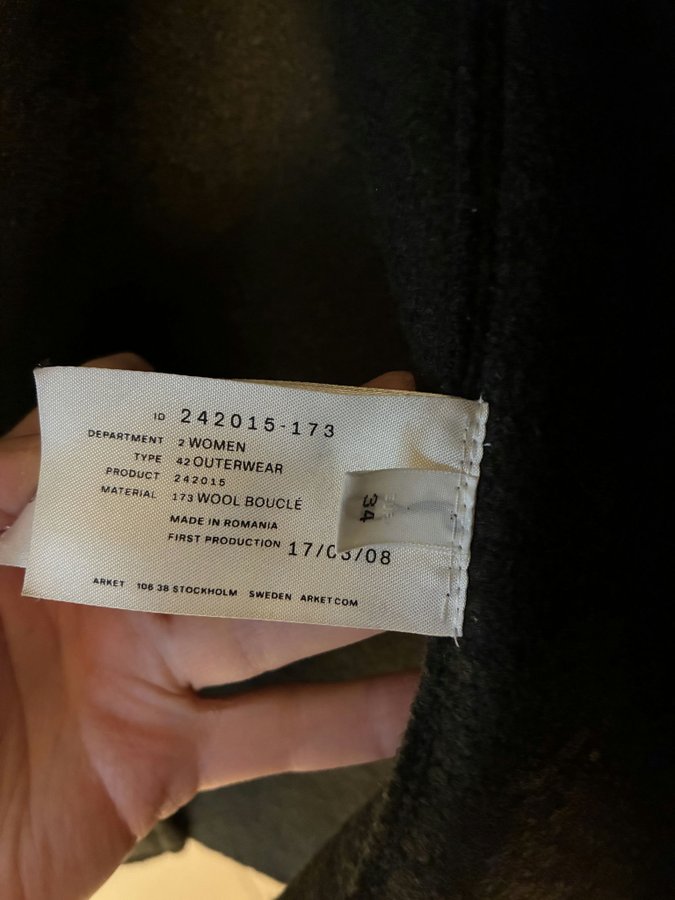 ID 242015-173
DEPARTMENT 2 WOMEN
TYPE 42 OUTERWEAR
PRODUCT 242015
MATERIAL 173 WOOL BOUCLÉ
MADE IN ROMANIA
FIRST PRODUCTION
ARKET 106 38 STOCKHOLM SWEDEN ARKET.COM
34